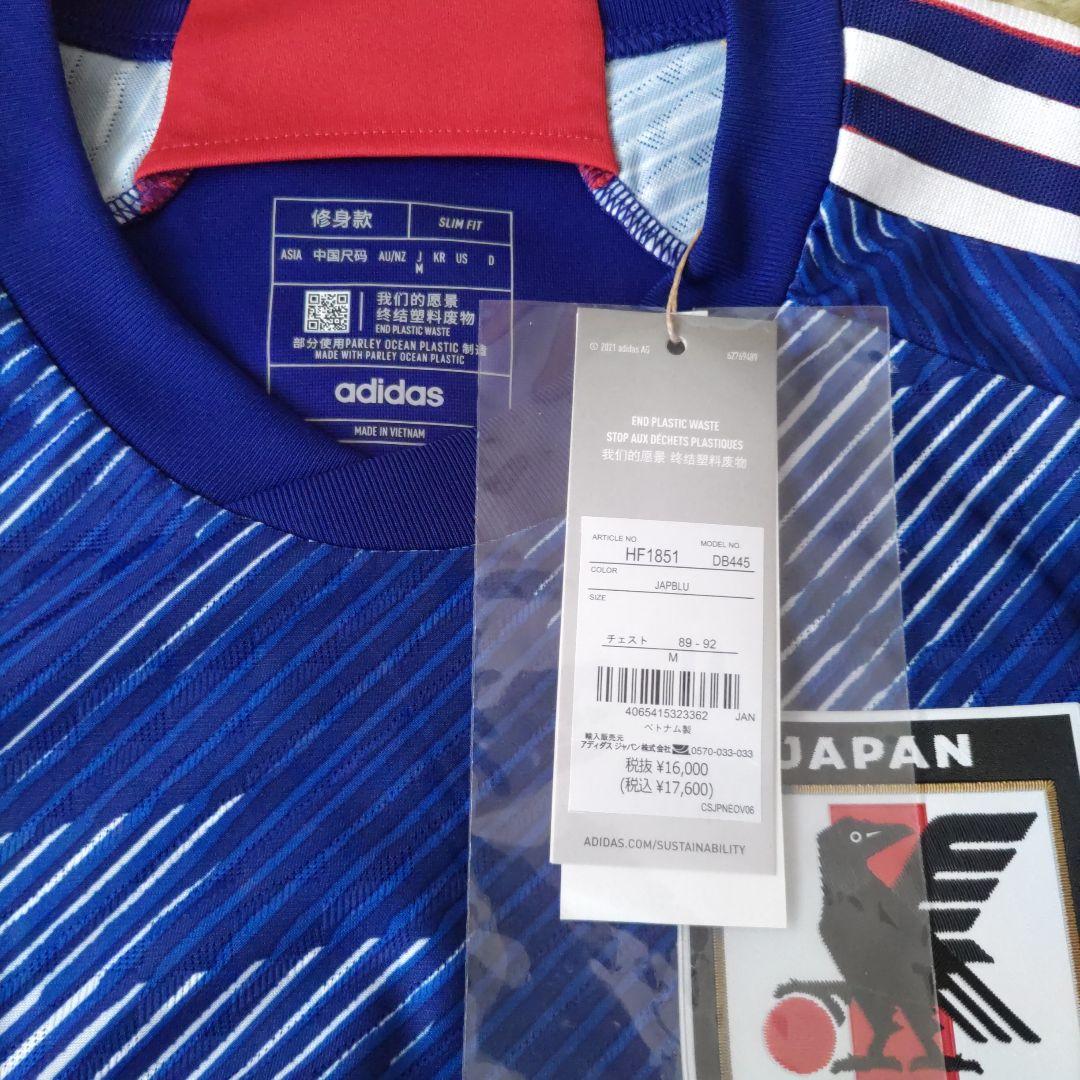 修身款 SLIM FIT
ASIA 中国尺码 AU/NZ J KR US D
M
我们的愿景
终结塑料废物
END PLASTIC WASTE
部分使用PARLEY OCEAN PLASTIC 制造
MADE WITH PARLEY OCEAN PLASTIC
adidas
MADE IN VIETNAM
© 2021 adidas AG 62769489
END PLASTIC WASTE
STOP AUX DÉCHETS PLASTIQUES
我们的愿景 终结塑料废物
ARTICLE NO. HF1851 MODEL NO. DB445
COLOR
JAPBLU
SIZE
チェスト 89 - 92
M
4065415323362 JAN
ベトナム製
輸入販売元
アディダス ジャパン株式会社 0570-033-033
税抜 ¥16,000
(税込 ¥17,600)
CSJPNEOV06
ADIDAS.COM/SUSTAINABILITY
JAPAN